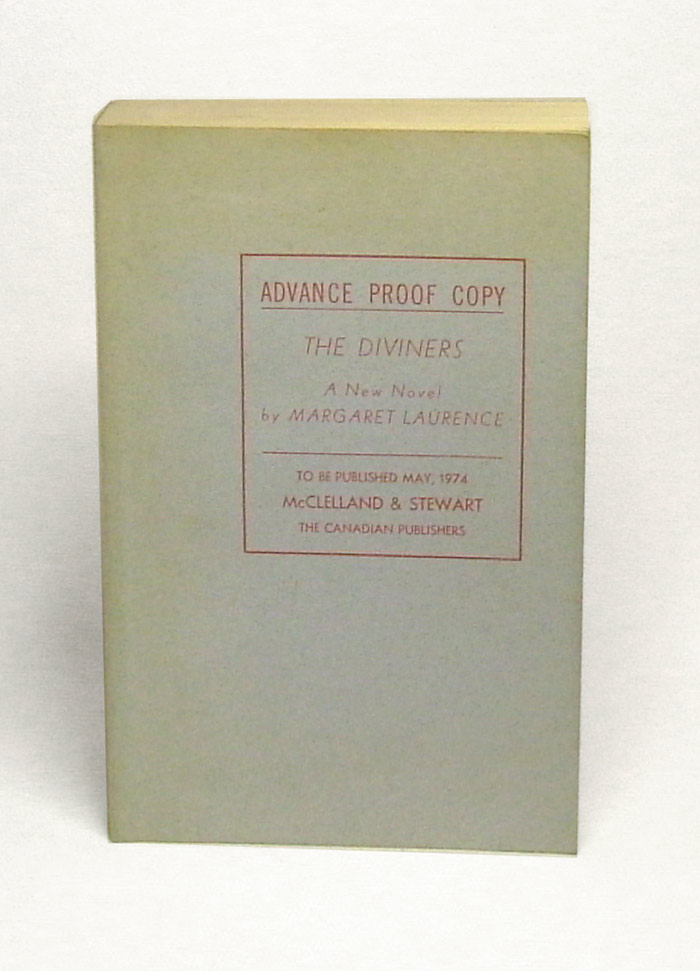 ADVANCE PROOF COPY
THE DIVINERS
A New Novel
by MARGARET LAURENCE
TO BE PUBLISHED MAY, 1974
McCLELLAND & STEWART
THE CANADIAN PUBLISHERS